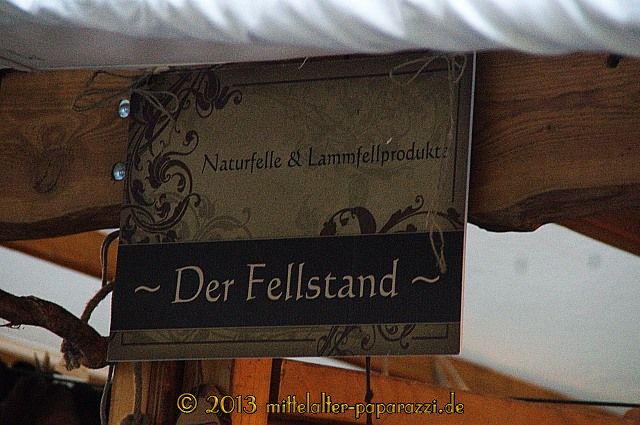 Naturfelle & Lammfellprodukte
~ Der Fellstand ~
© 2013 mittelalter-paparazzi.de